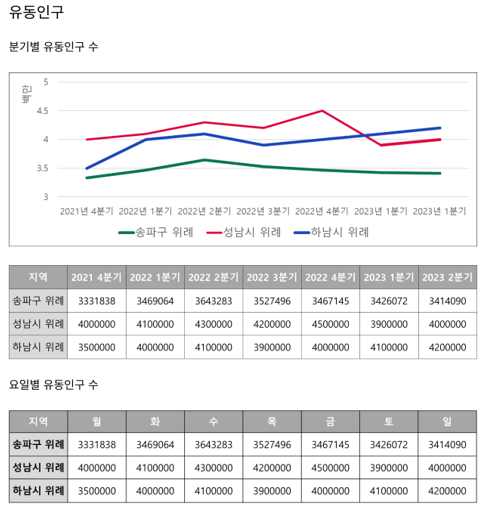 유동인구
분기별 유동인구 수
백만
5
4.5
4
3.5
3
2021년 4분기 2022년 1분기 2022년 2분기 2022년 3분기 2022년 4분기 2023년 1분기 2023년 1분기
송파구 위례 성남시 위례 하남시 위례
지역 2021 4분기 2022 1분기 2022 2분기 2022 3분기 2022 4분기 2023 1분기 2023 2분기
송파구 위례 3331838 3469064 3643283 3527496 3467145 3426072 3414090
성남시 위례 4000000 4100000 4300000 4200000 4500000 3900000 4000000
하남시 위례 3500000 4000000 4100000 3900000 4000000 4100000 4200000
요일별 유동인구 수
지역 월 화 수 목 금 토 일
송파구 위례 3331838 3469064 3643283 3527496 3467145 3426072 3414090
성남시 위례 4000000 4100000 4300000 4200000 4500000 3900000 4000000
하남시 위례 3500000 4000000 4100000 3900000 4000000 4100000 4200000